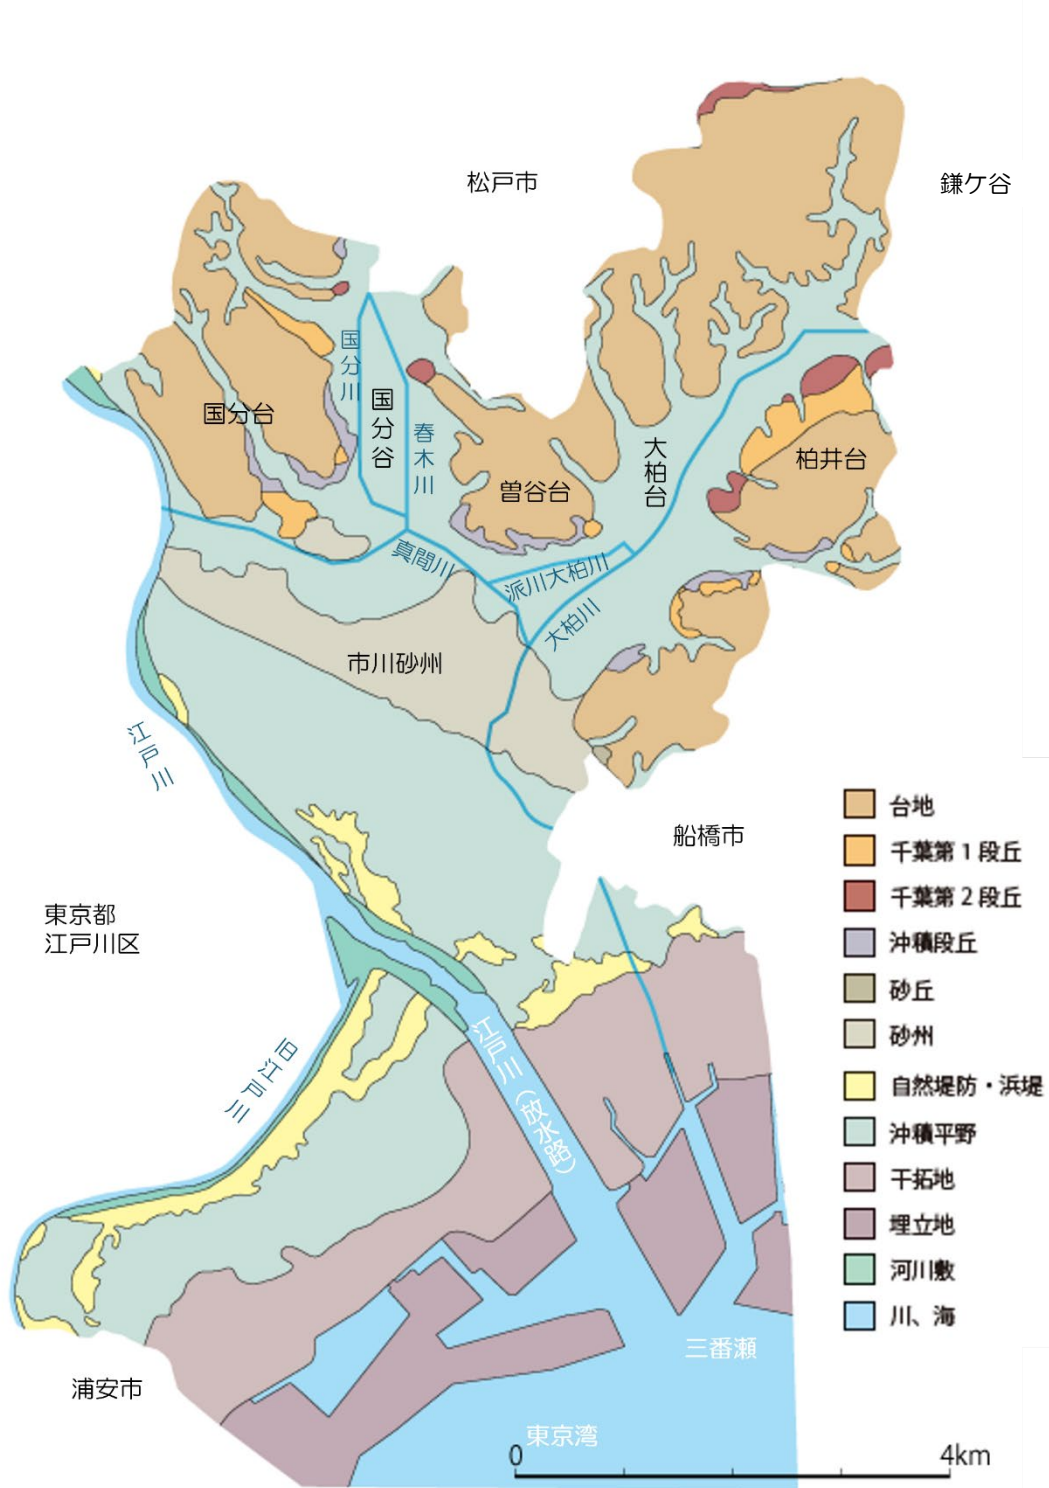 松戸市
鎌ケ谷
国分川
国分台
国分谷
春木川
大柏台
柏井台
曽谷台
真間川
派川大柏川
大柏川
市川砂州
江戸川
船橋市
東京都
江戸川区
旧江戸川
江戸川（放水路）
浦安市
三番瀬
東京湾
0
4km
台地
千葉第1段丘
千葉第2段丘
沖積段丘
砂丘
砂州
自然堤防・浜堤
沖積平野
干拓地
埋立地
河川敷
川、海